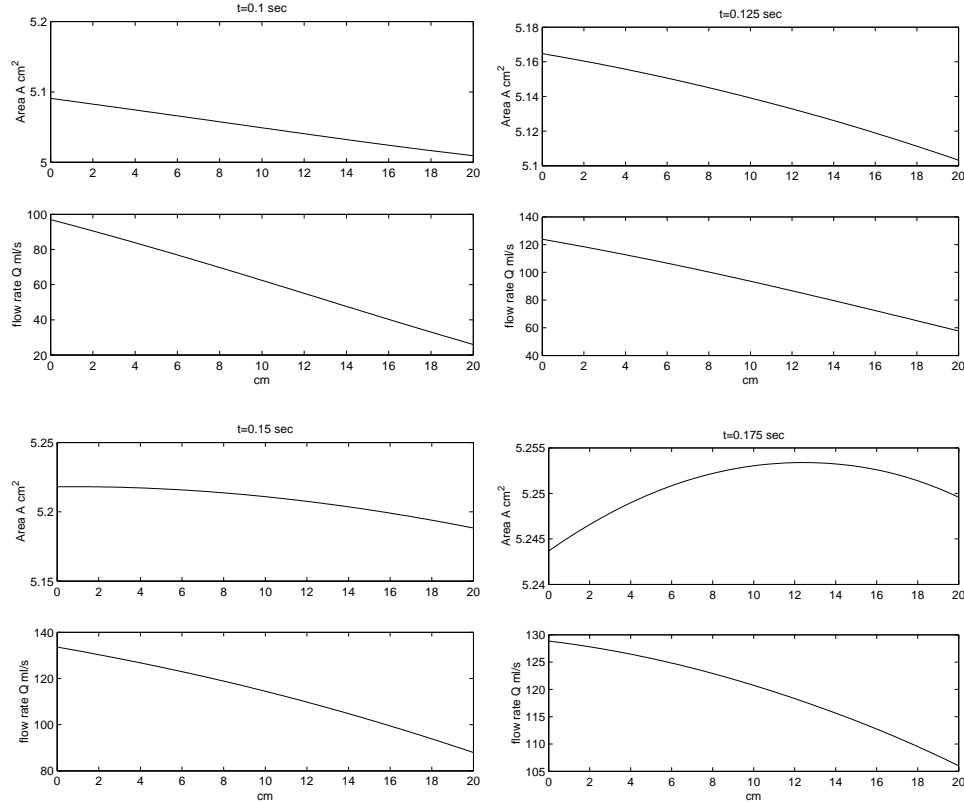 t=0.1 sec
Area A cm²
5.2
5.1
5
0 2 4 6 8 10 12 14 16 18 20
flow rate Q ml/s
100
80
60
40
20
0 2 4 6 8 10 12 14 16 18 20
cm
t=0.125 sec
Area A cm²
5.18
5.16
5.14
5.12
5.1
0 2 4 6 8 10 12 14 16 18 20
flow rate Q ml/s
140
120
100
80
60
40
0 2 4 6 8 10 12 14 16 18 20
cm
t=0.15 sec
Area A cm²
5.25
5.2
5.15
0 2 4 6 8 10 12 14 16 18 20
flow rate Q ml/s
140
120
100
80
0 2 4 6 8 10 12 14 16 18 20
cm
t=0.175 sec
Area A cm²
5.255
5.25
5.245
5.24
0 2 4 6 8 10 12 14 16 18 20
flow rate Q ml/s
130
125
120
115
110
105
0 2 4 6 8 10 12 14 16 18 20
cm